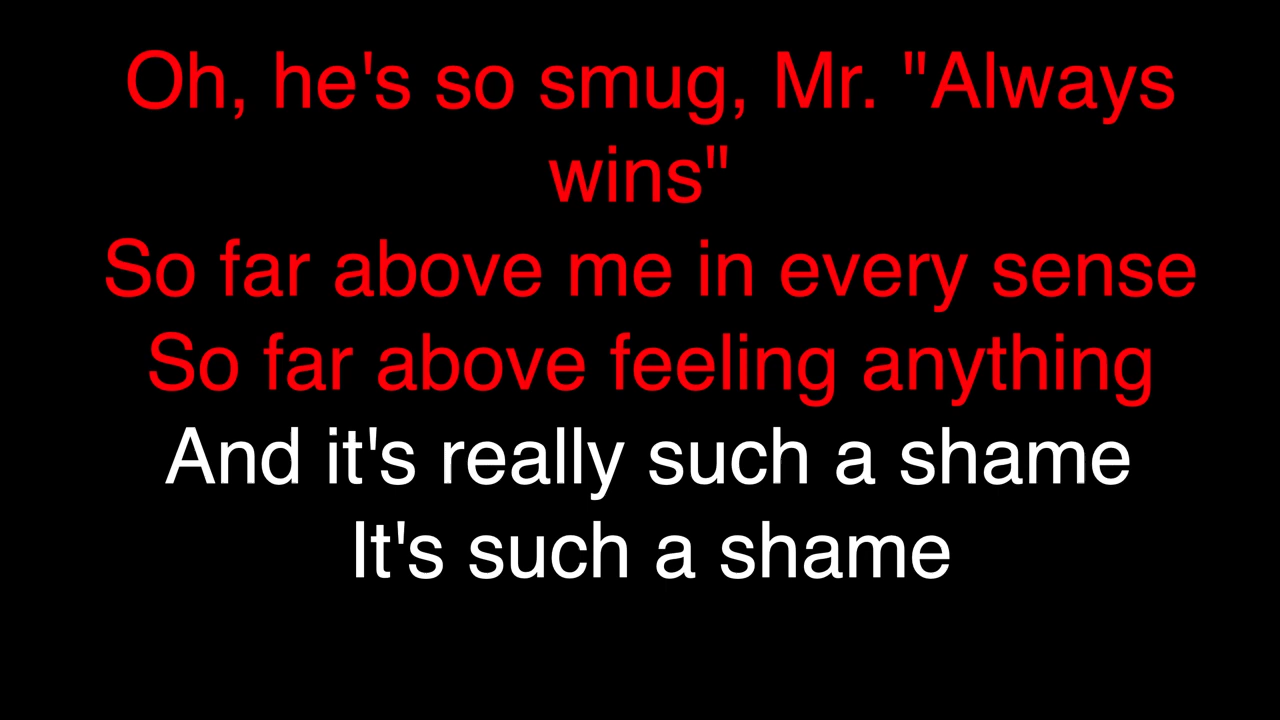 Oh, he's so smug, Mr. "Always
wins"
So far above me in every sense
So far above feeling anything
And it's really such a shame
It's such a shame